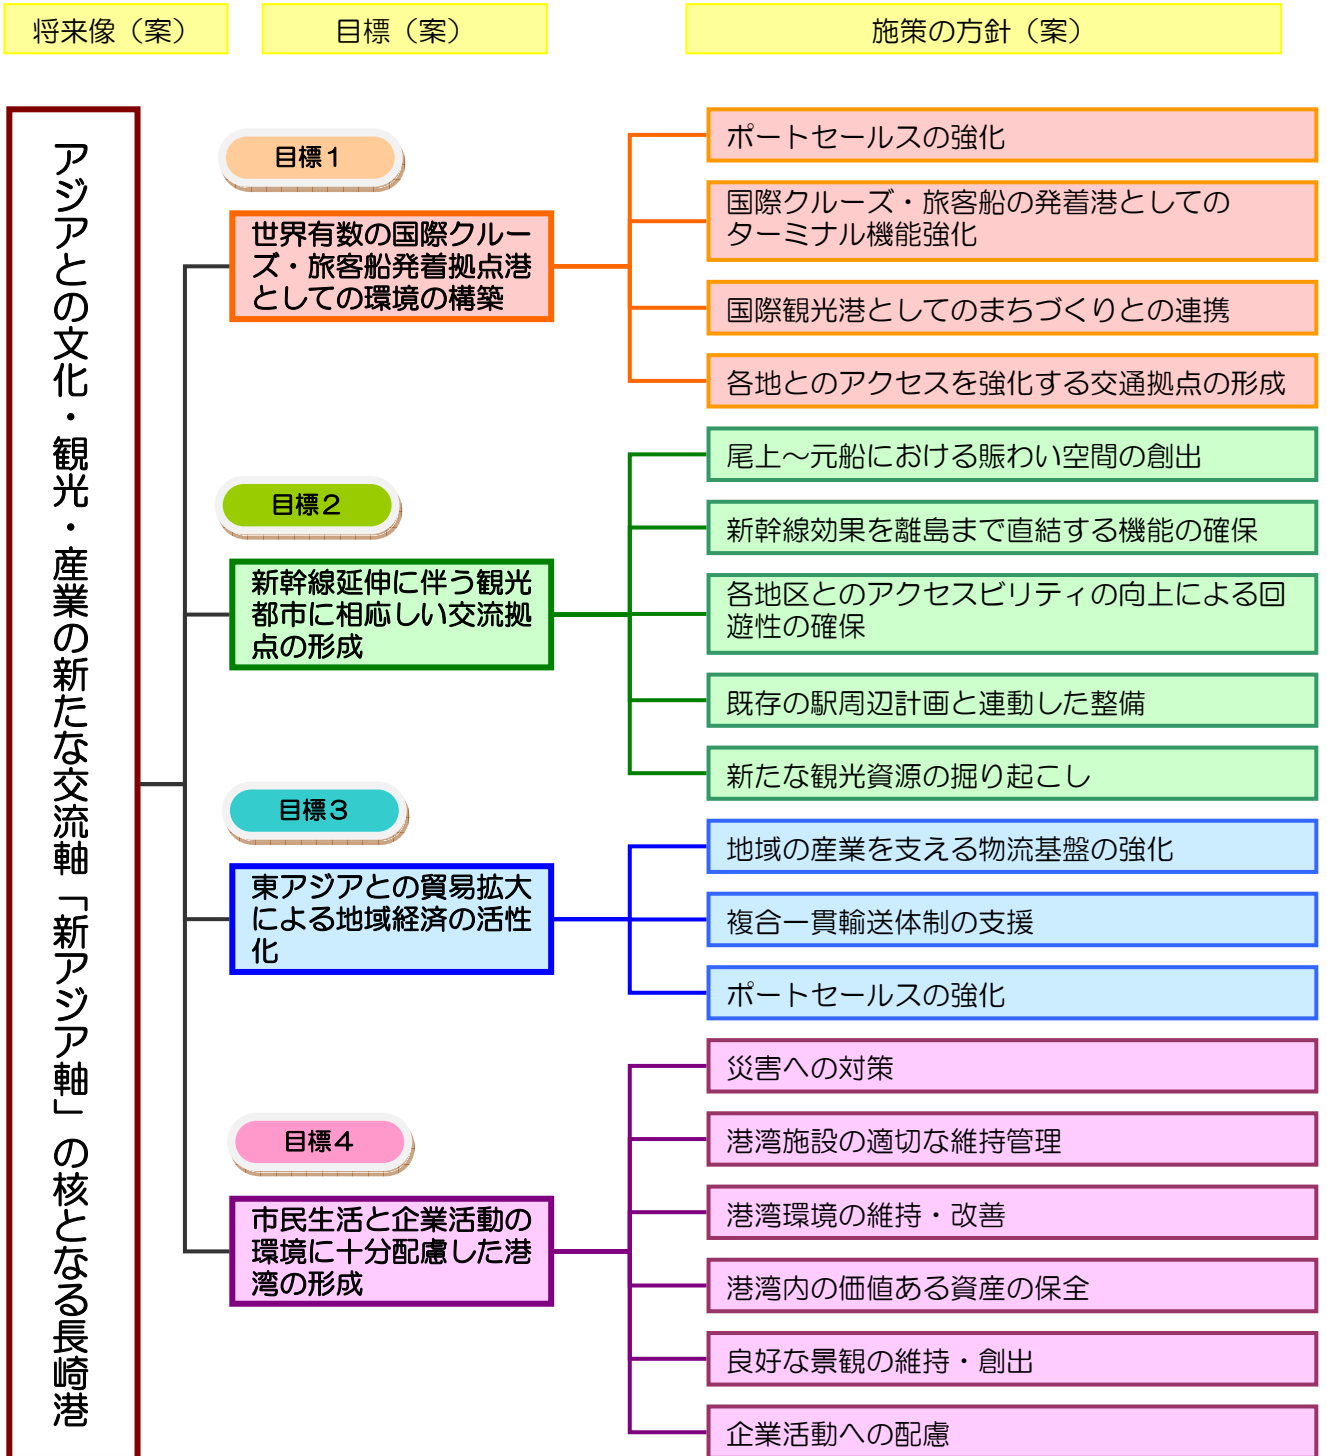 将来像（案）
目標（案）
施策の方針（案）
アジアとの文化・観光・産業の新たな交流軸「新アジア軸」の核となる長崎港
目標１
世界有数の国際クルー
ズ・旅客船発着拠点港
としての環境の構築
ポートセールスの強化
国際クルーズ・旅客船の発着港としての
ターミナル機能強化
国際観光港としてのまちづくりとの連携
各地とのアクセスを強化する交通拠点の形成
目標２
新幹線延伸に伴う観光
都市に相応しい交流拠
点の形成
尾上～元船における賑わい空間の創出
新幹線効果を離島まで直結する機能の確保
各地区とのアクセスビリティの向上による回
遊性の確保
既存の駅周辺計画と連動した整備
新たな観光資源の掘り起こし
目標３
東アジアとの貿易拡大
による地域経済の活性
化
地域の産業を支える物流基盤の強化
複合一貫輸送体制の支援
ポートセールスの強化
目標４
市民生活と企業活動の
環境に十分配慮した港
湾の形成
災害への対策
港湾施設の適切な維持管理
港湾環境の維持・改善
港湾内の価値ある資産の保全
良好な景観の維持・創出
企業活動への配慮